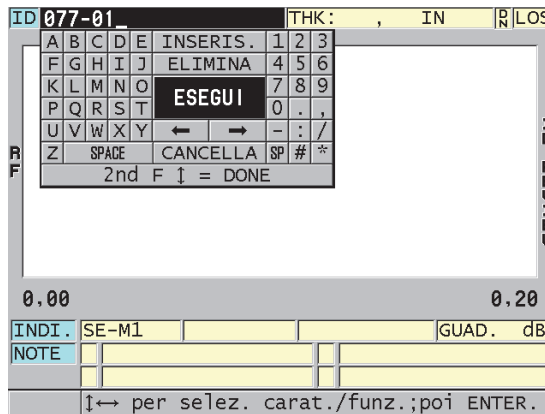 ID 077-01_ THK: , IN LOS
A B C D E INSERIS. 1 2 3
F G H I J ELIMINA 4 5 6
K L M N O ESEGUI 7 8 9
P Q R S T 0 . ,
U V W X Y ← → - : /
Z SPACE CANCELLA SP # *
2nd F ↕ = DONE
RF
0.00 0.20
INDI. SE-M1 GUAD. dB
NOTE
↕↔ per selez. carat./funz.;poi ENTER.